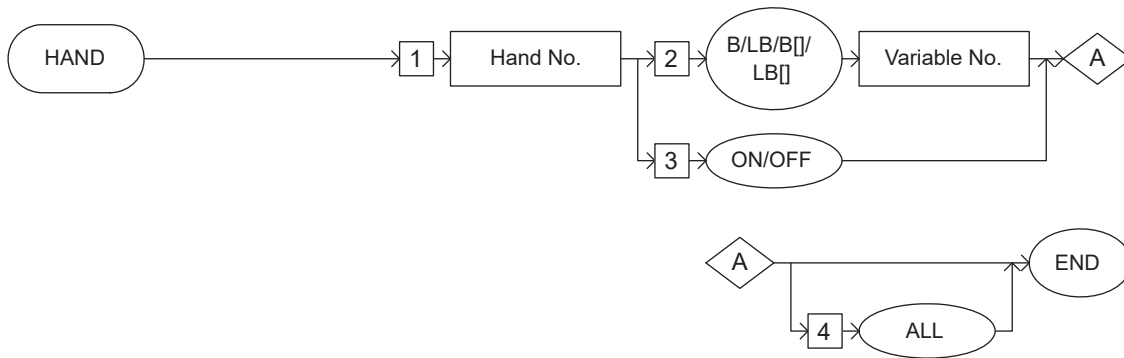 HAND
1
Hand No.
2
B/LB/B[]/
LB[]
Variable No.
A
3
ON/OFF
A
END
4
ALL